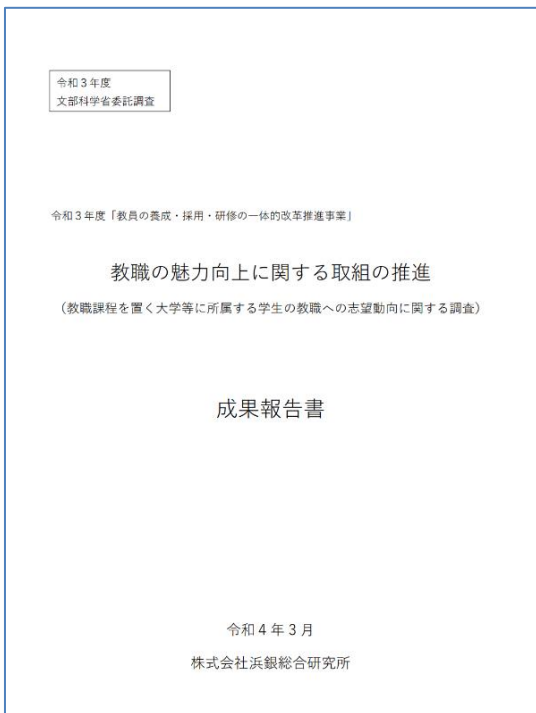 令和3年度
文部科学省委託調査
令和3年度「教員の養成・採用・研修の一体的改革推進事業」
教職の魅力向上に関する取組の推進
（教職課程を置く大学等に所属する学生の教職への志望動向に関する調査）
成果報告書
令和4年3月
株式会社浜銀総合研究所